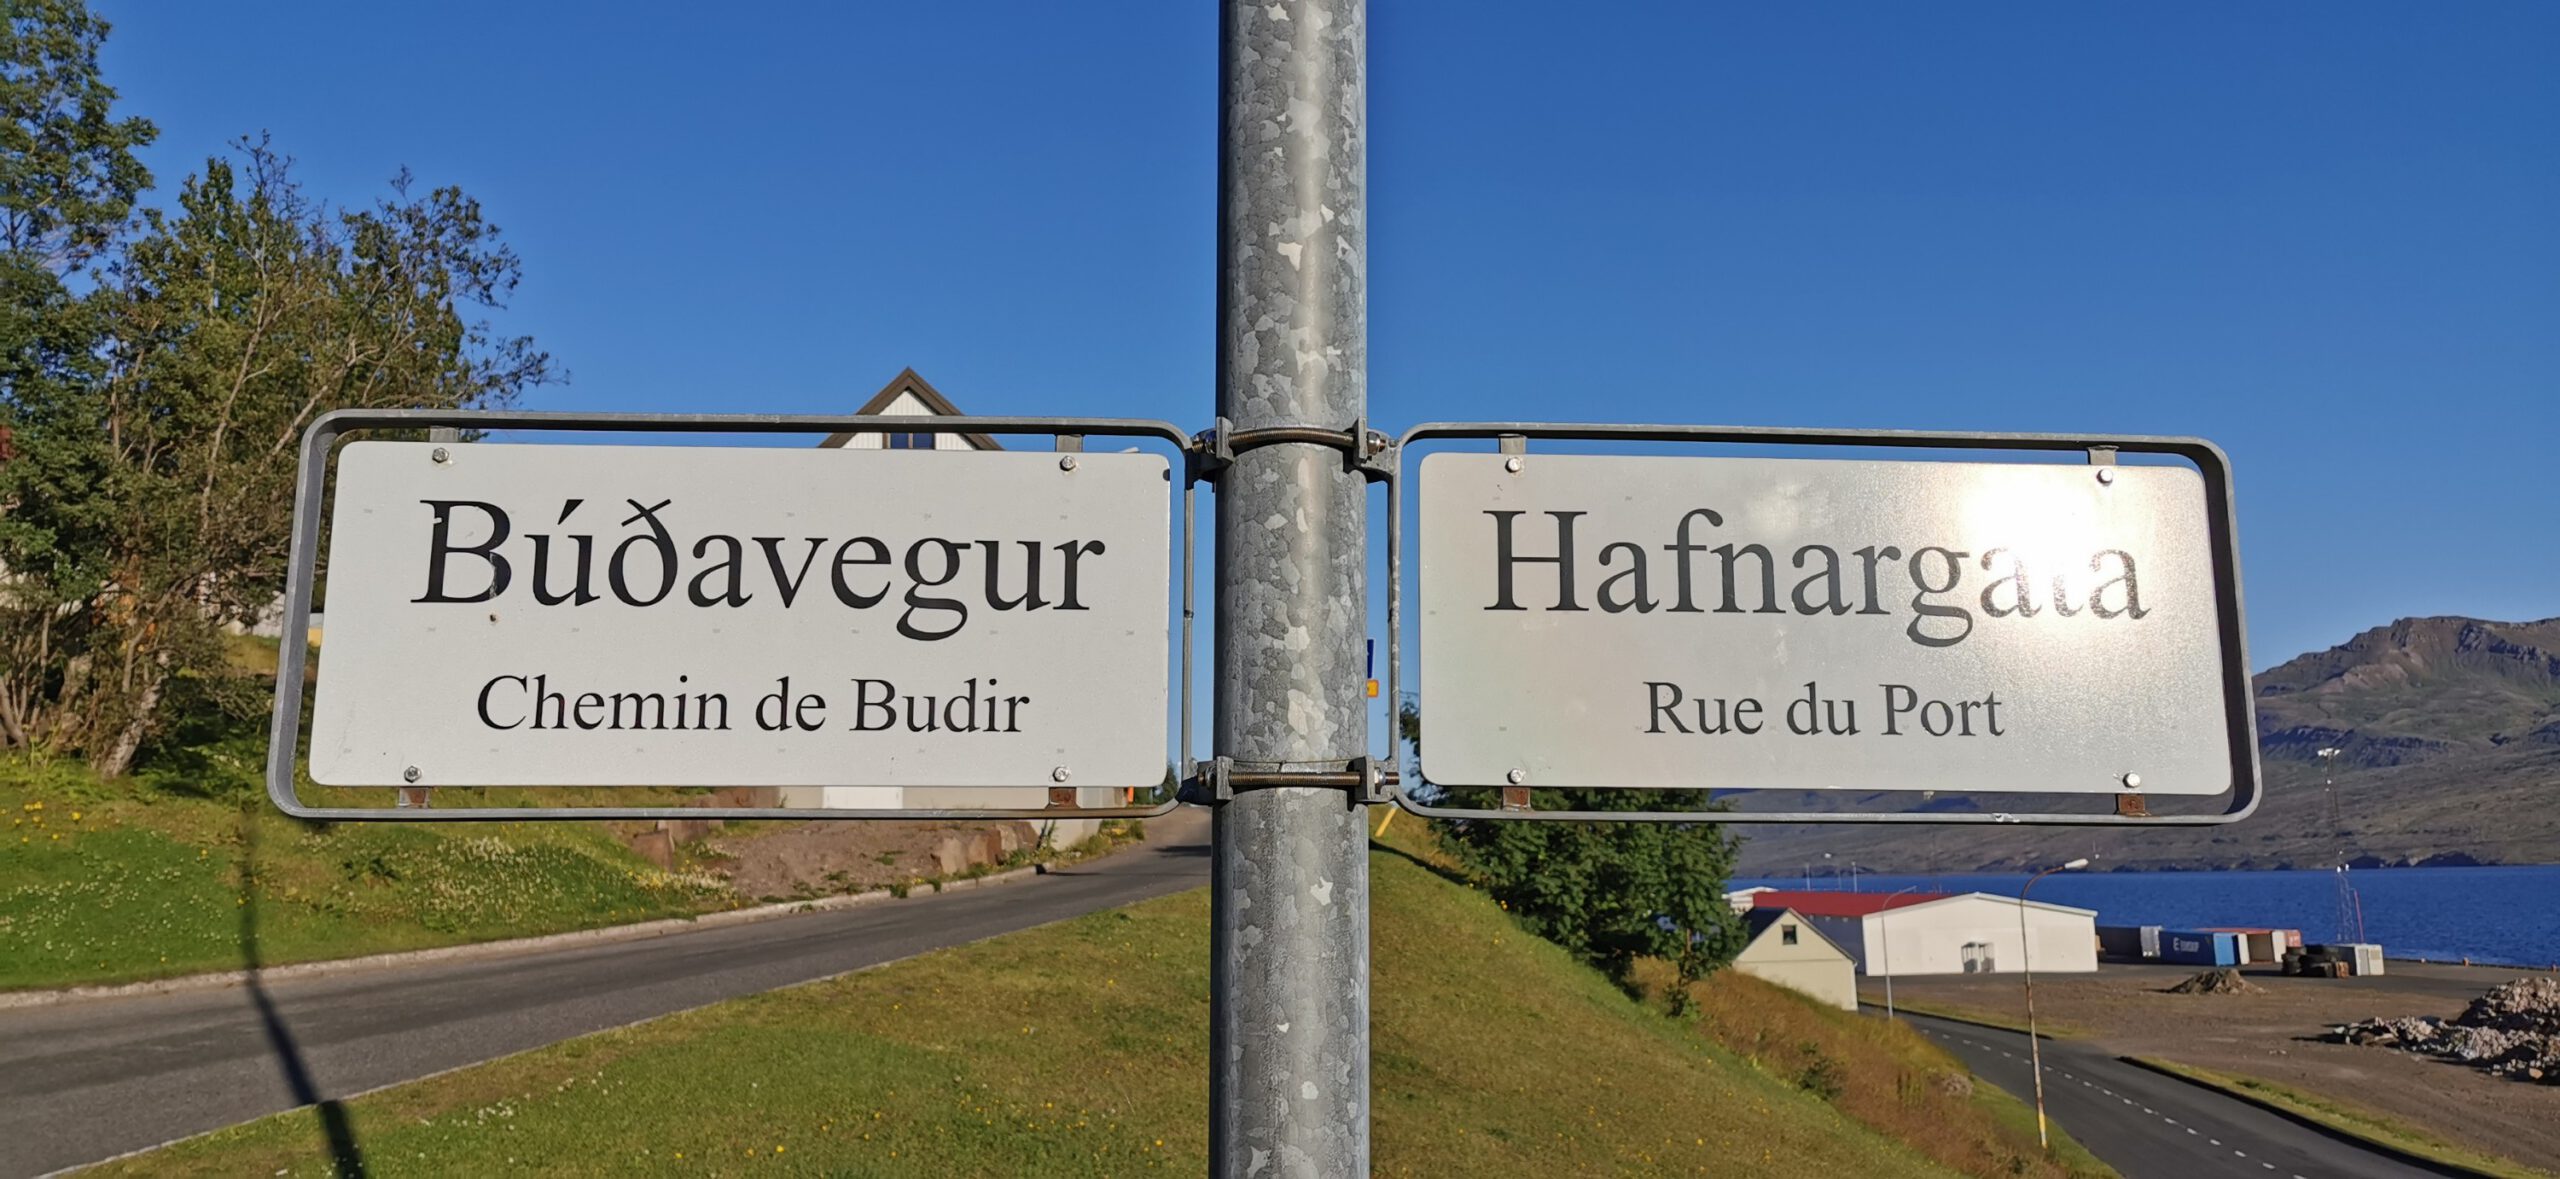 Búðavegur
Chemin de Budir
Hafnargata
Rue du Port